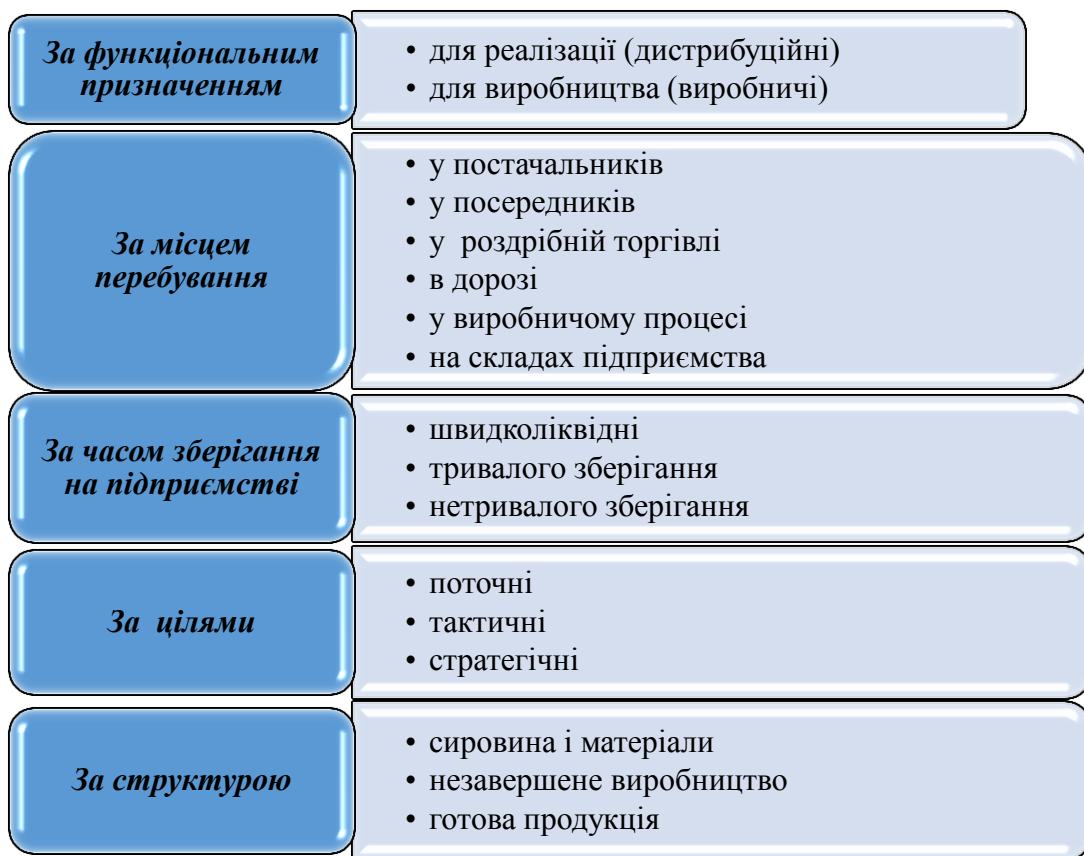 За функціональним
призначенням
• для реалізації (дистрибуційні)
• для виробництва (виробничі)
За місцем
перебування
• у постачальників
• у посередників
• у роздрібній торгівлі
• в дорозі
• у виробничому процесі
• на складах підприємства
За часом зберігання
на підприємстві
• швидколіквідні
• тривалого зберігання
• нетривалого зберігання
За цілями
• поточні
• тактичні
• стратегічні
За структурою
• сировина і матеріали
• незавершене виробництво
• готова продукція